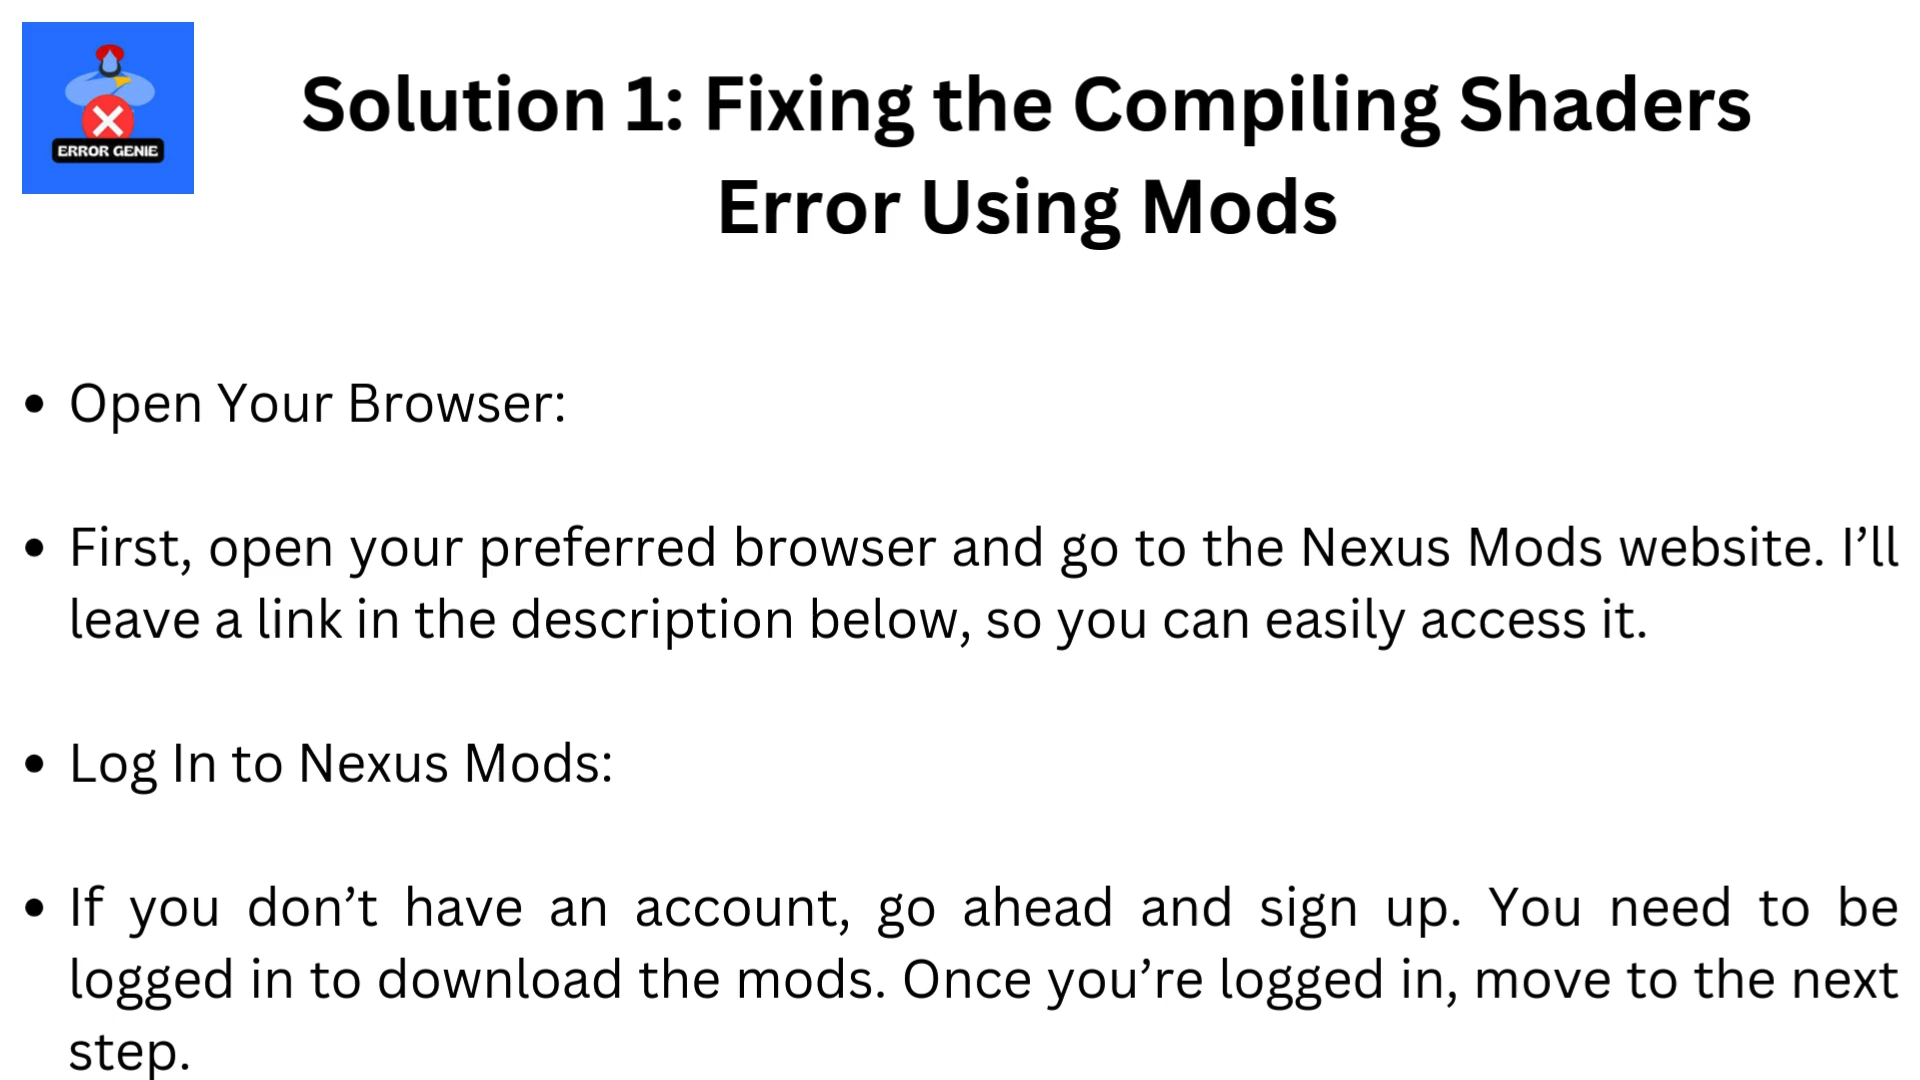 ERROR GENIE
Solution 1: Fixing the Compiling Shaders
Error Using Mods
• Open Your Browser:
• First, open your preferred browser and go to the Nexus Mods website. I’ll
leave a link in the description below, so you can easily access it.
• Log In to Nexus Mods:
• If you don’t have an account, go ahead and sign up. You need to be
logged in to download the mods. Once you’re logged in, move to the next
step.